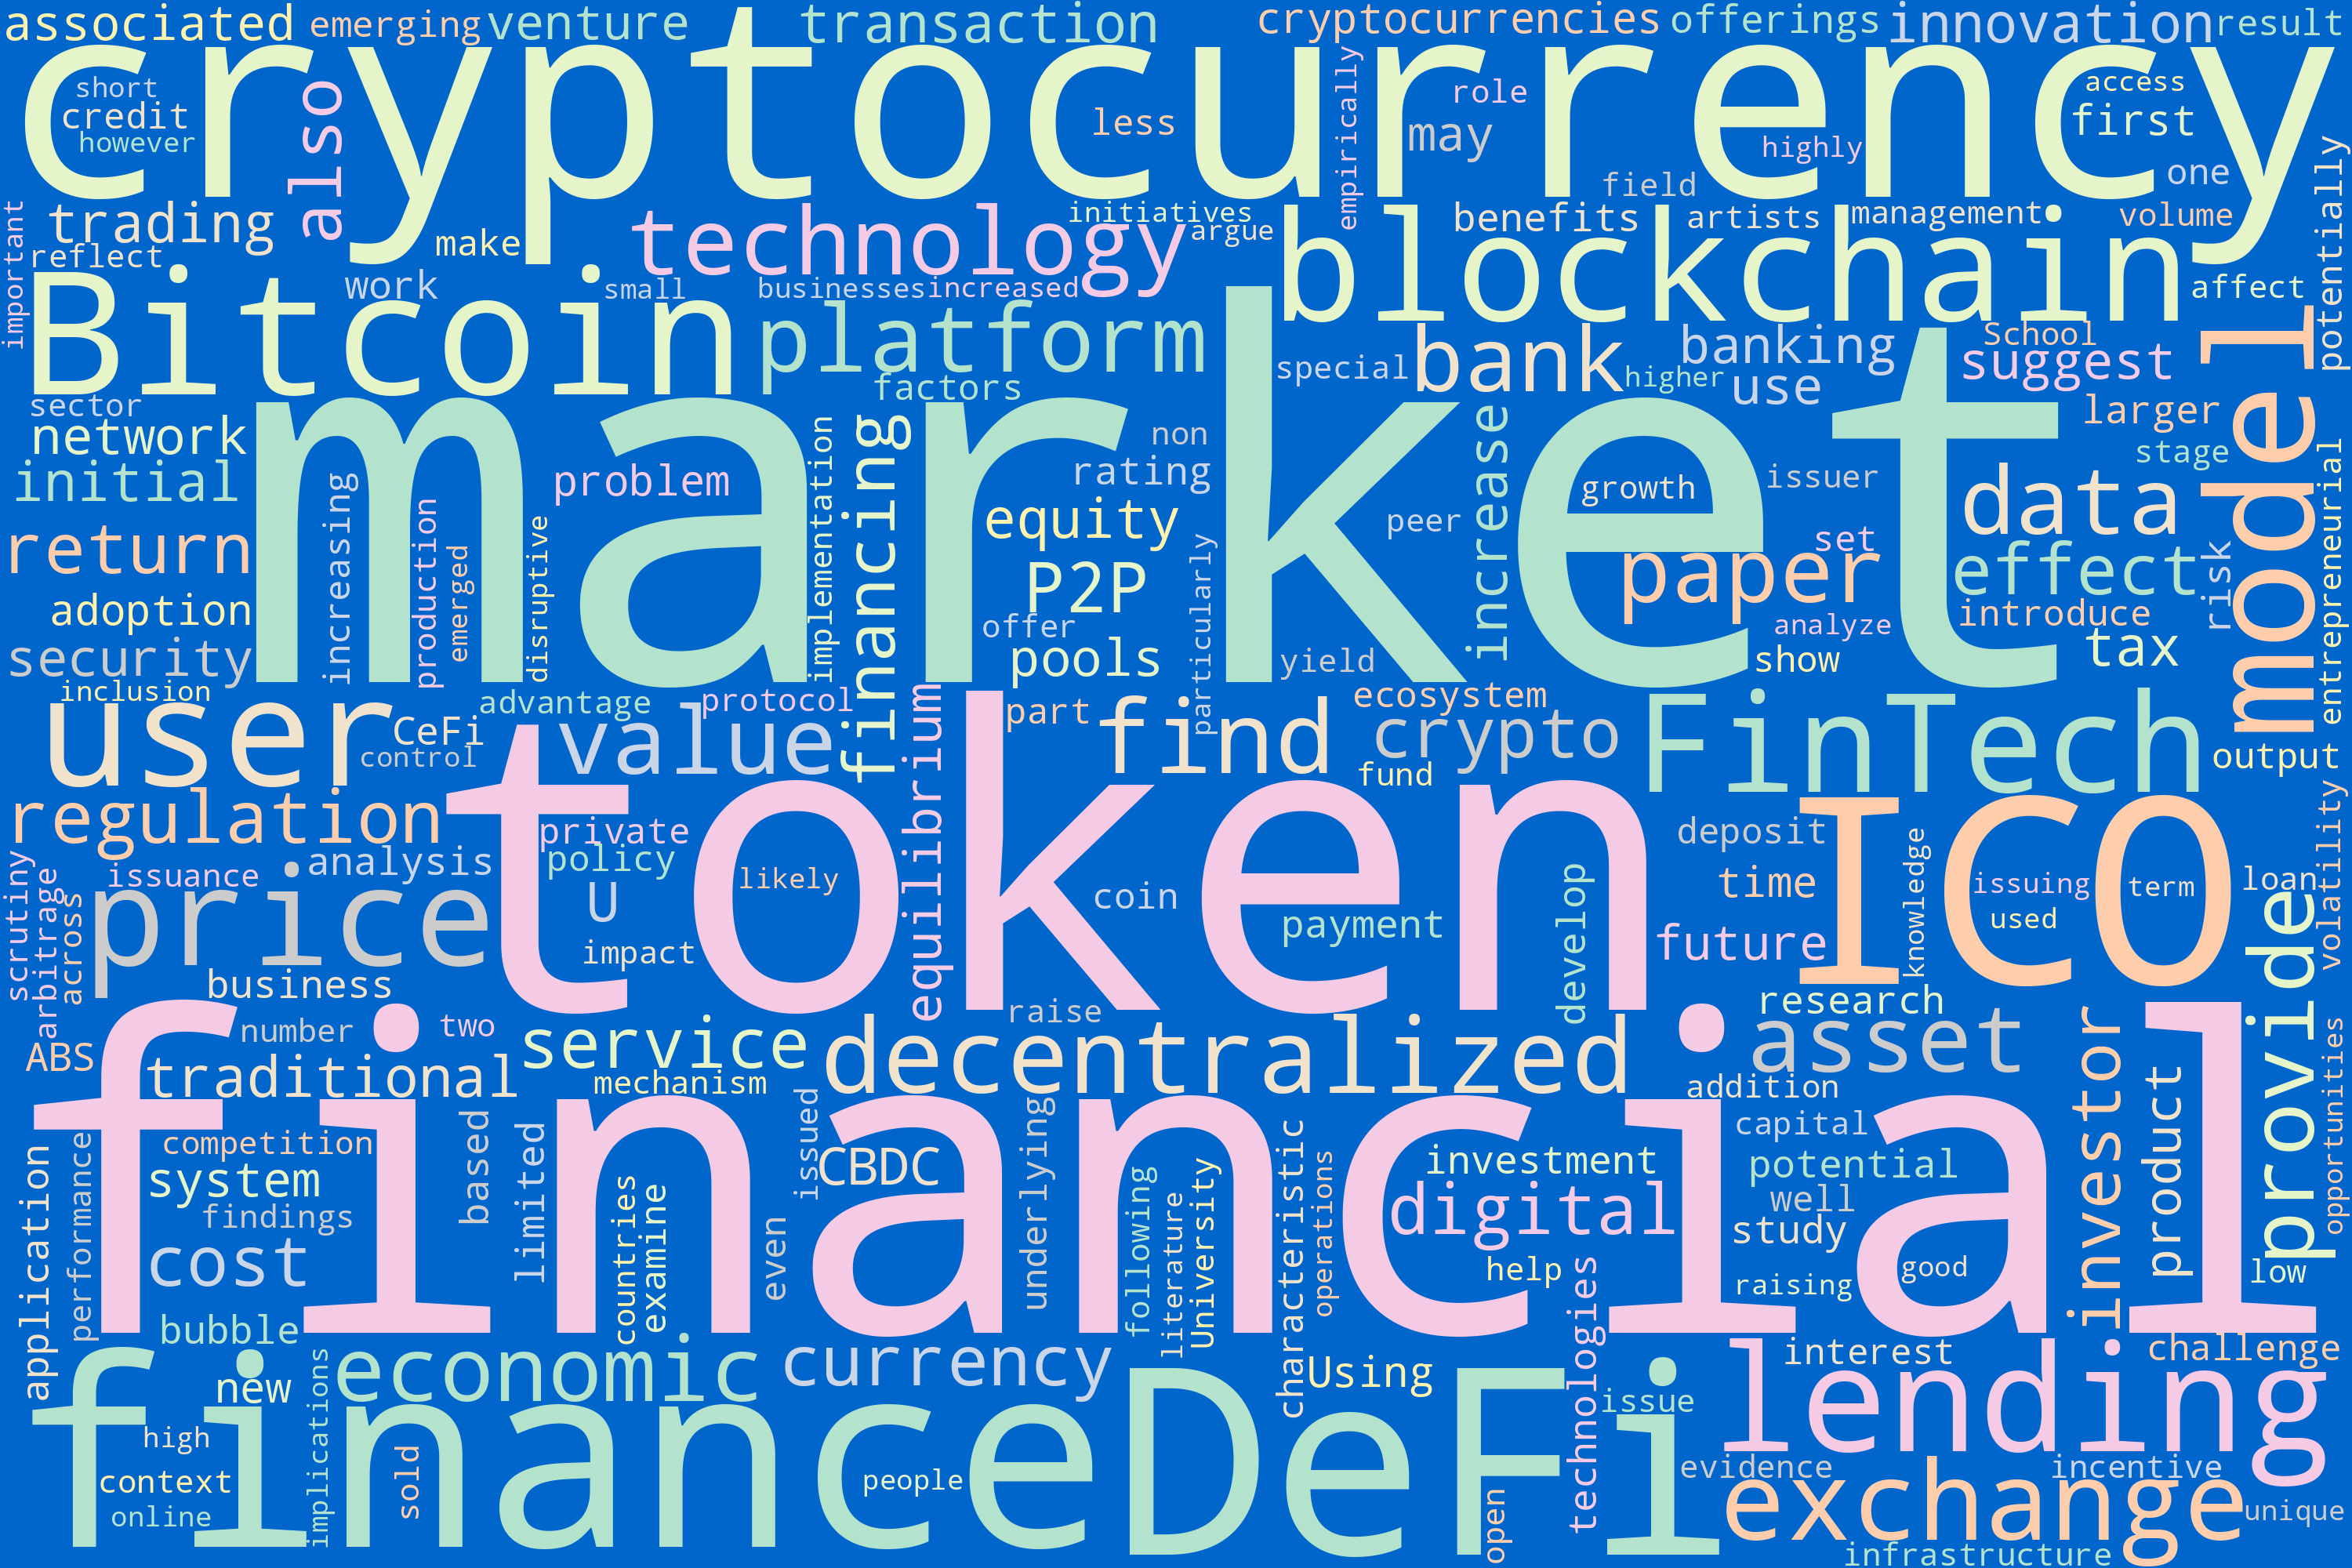 associated
emerging
venture
transaction
cryptocurrencies
offerings
innovation
result
cryptocurrency
short
credit
however
also
less
empirically
role
may
highly
access
first
field
one
potentially
important
trading
reflect
make
technology
initiatives
argue
benefits
artists
management
volume
blockchain
work
small
businesses
increased
affect
Bitcoin
platform
factors
special
bank
higher
banking
use
School
suggest
model
sector
network
initial
market
problem
increasing
production
emerged
disruptive
implementation
financing
non
rating
equity
P2P
offer
pools
peer
increase
particularly
yield
growth
issuer
set
paper
analyze
show
larger
stage
data
effect
introduce
risk
tax
entrepreneurial
return
adoption
security
inclusion
user
CeFi
control
advantage
protocol
value
equilibrium
part
find
ecosystem
crypto
fund
FinTech
output
regulation
analysis
issuance
private
policy
U
likely
impact
token
coin
payment
develop
deposit
time
future
knowledge
ICO
issuing
used
term
loan
volatility
scrutiny
arbitrage
across
price
business
number
two
ABS
traditional
service
mechanism
raise
decentralized
research
asset
addition
investor
provide
product
opportunities
financial
competition
system
findings
cost
application
performance
based
limited
countries
examine
issued
CBDC
even
underlying
following
literature
University
characteristic
operations
investment
digital
help
technologies
capital
potential
well
study
raising
good
low
bubble
new
economic
currency
Using
issue
interest
challenge
lending
finance
high
context
online
implications
sold
people
DeFi
open
evidence
incentive
exchange
unique
infrastructure